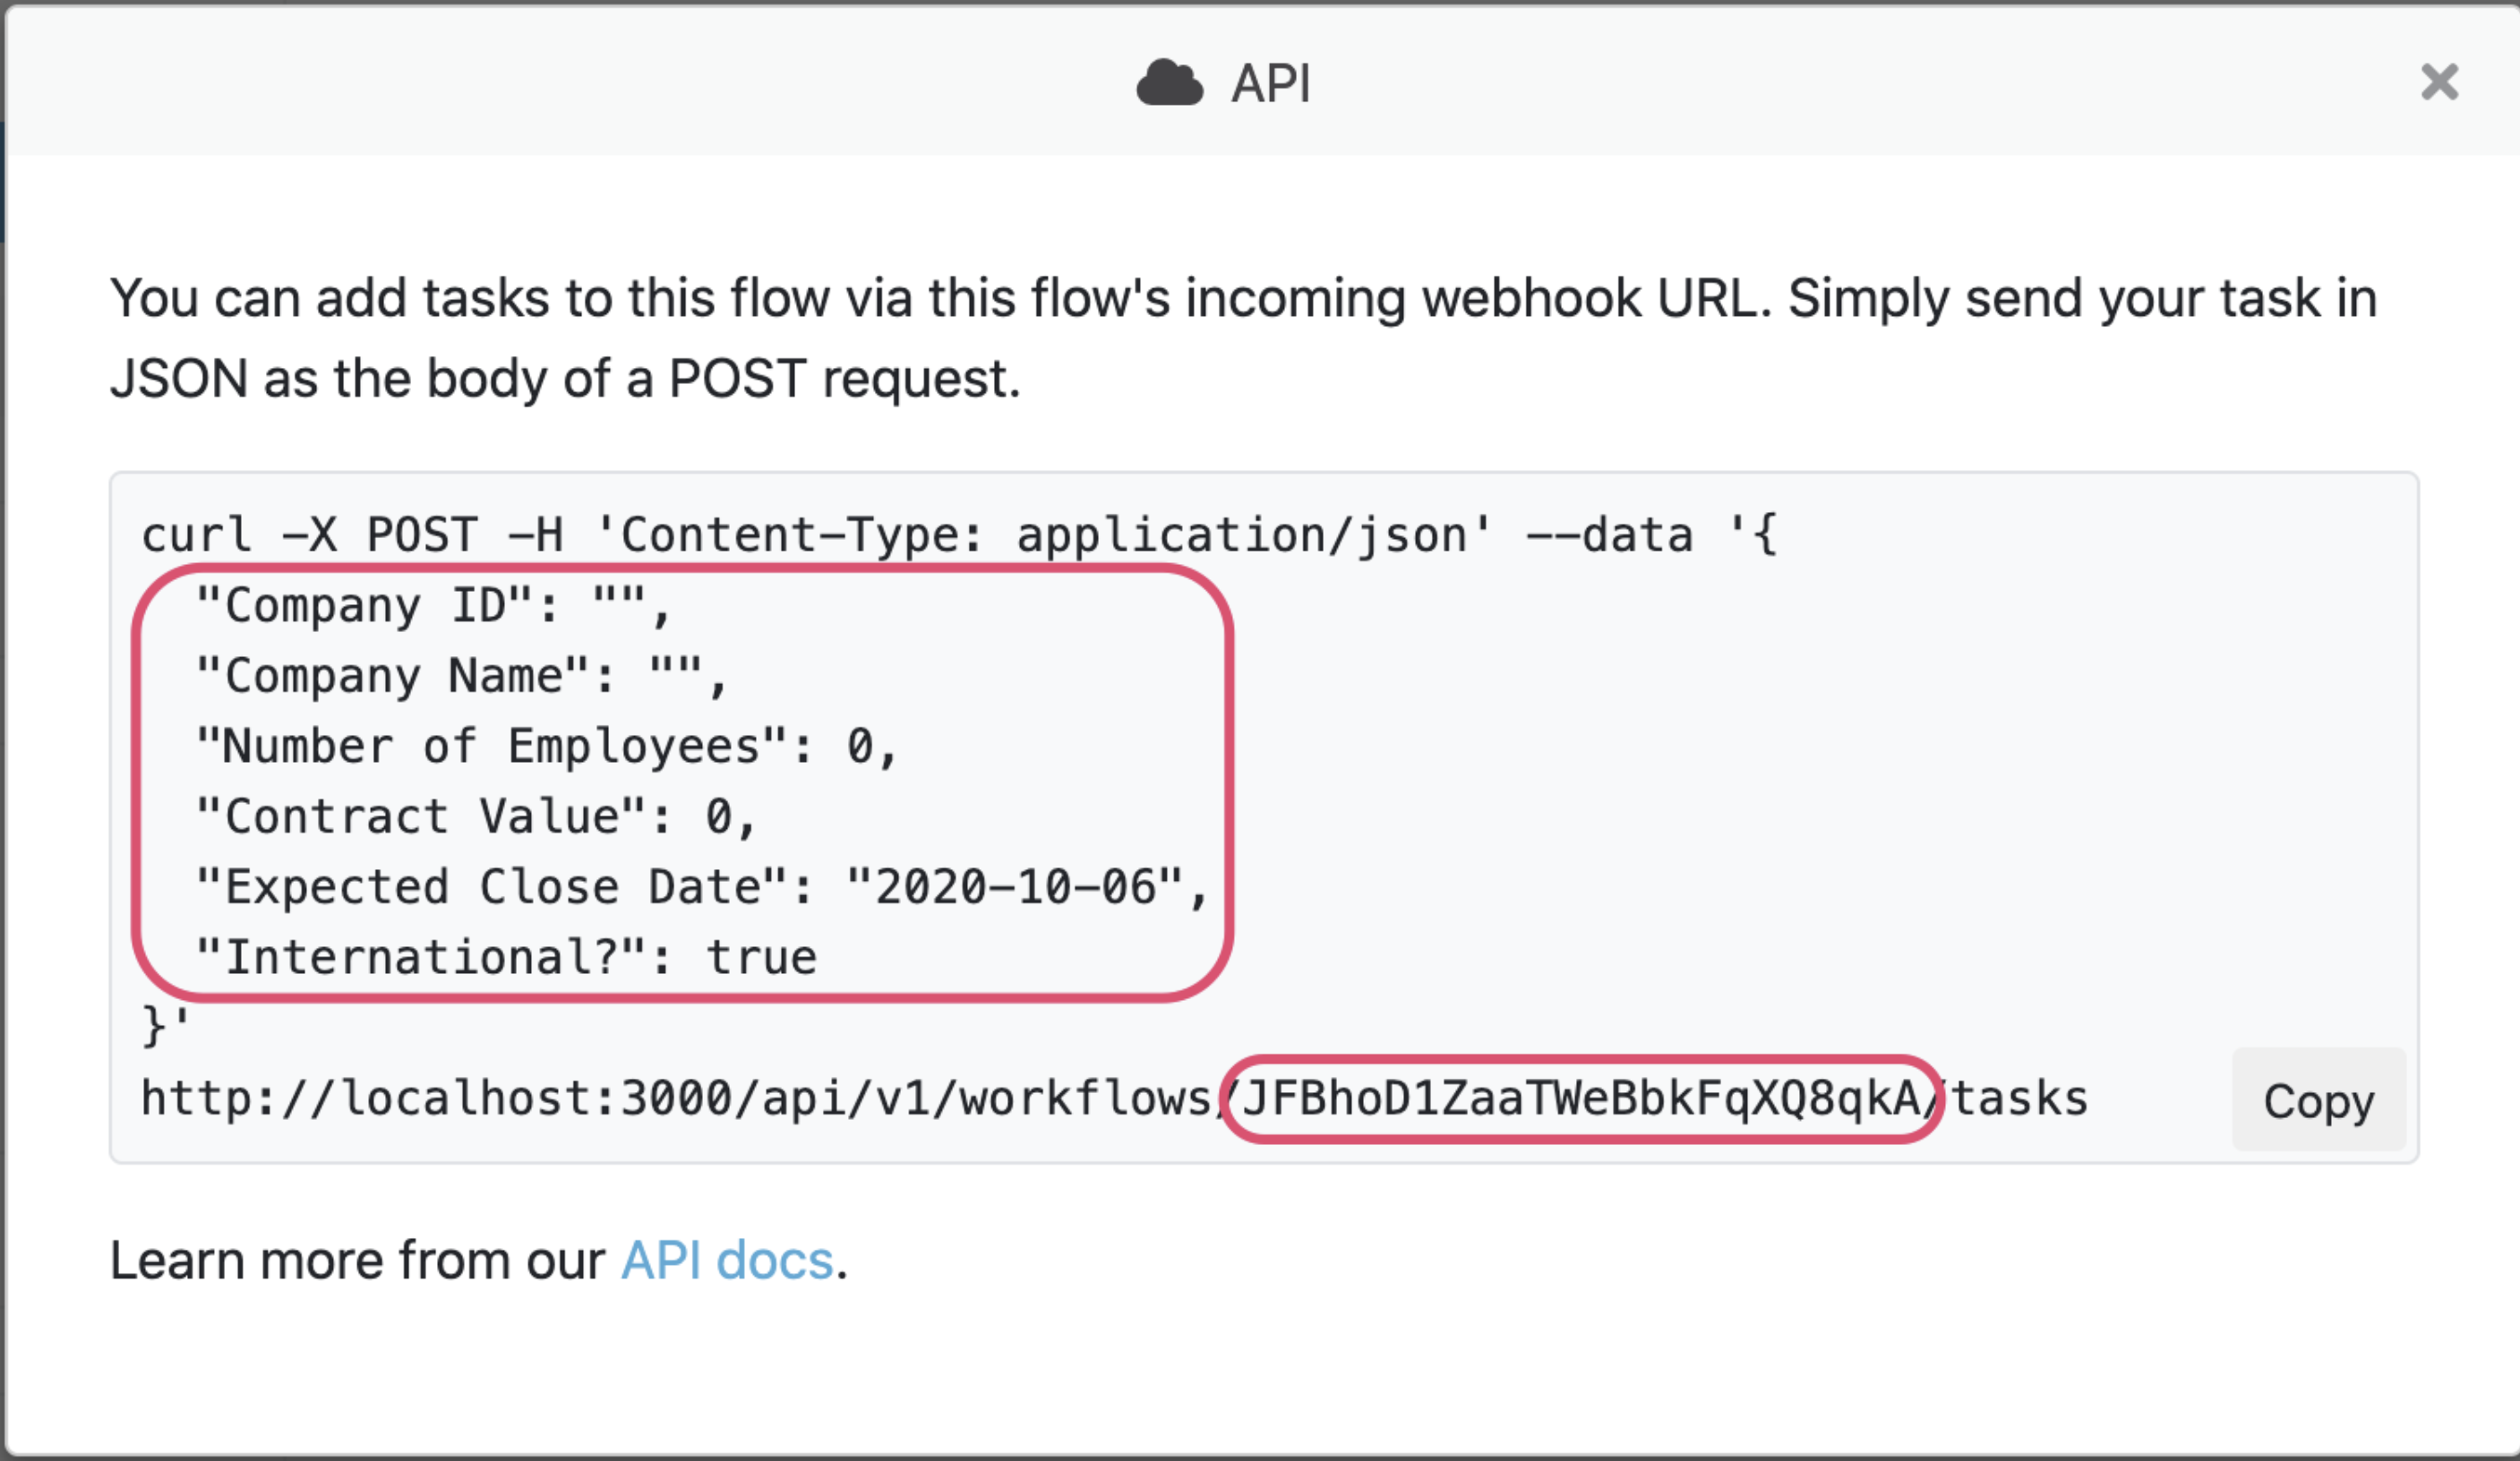 API
You can add tasks to this flow via this flow's incoming webhook URL. Simply send your task in
JSON as the body of a POST request.
curl -X POST -H 'Content-Type: application/json' --data '{
"Company ID": "",
"Company Name": "",
"Number of Employees": 0,
"Contract Value": 0,
"Expected Close Date": "2020-10-06",
"International?": true
}'
http://localhost:3000/api/v1/workflows/JFBhoD1ZaaTWeBbkFqXQ8qkA/tasks
Copy
Learn more from our API docs.